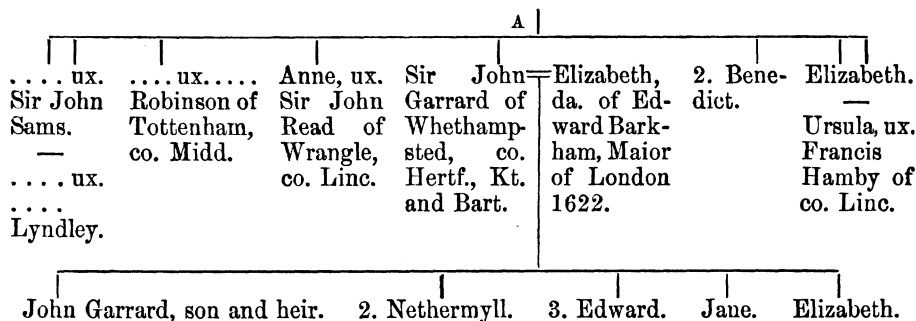 A
. . . . ux.
Sir John
Sams.
—
. . . . ux.
. . . .
Lyndley.
. . . . ux. . . . .
Robinson of
Tottenham,
co. Midd.
Anne, ux.
Sir John
Read of
Wrangle,
co. Linc.
Sir John=
Garrard of
Whethamp-
sted, co.
Hertf., Kt.
and Bart.
Elizabeth,
da. of Ed-
ward Bark-
ham, Maior
of London
1622.
2. Bene-
dict.
Elizabeth.
—
Ursula, ux.
Francis
Hamby of
co. Linc.
John Garrard, son and heir. 2. Nethermyll. 3. Edward. Jane. Elizabeth.